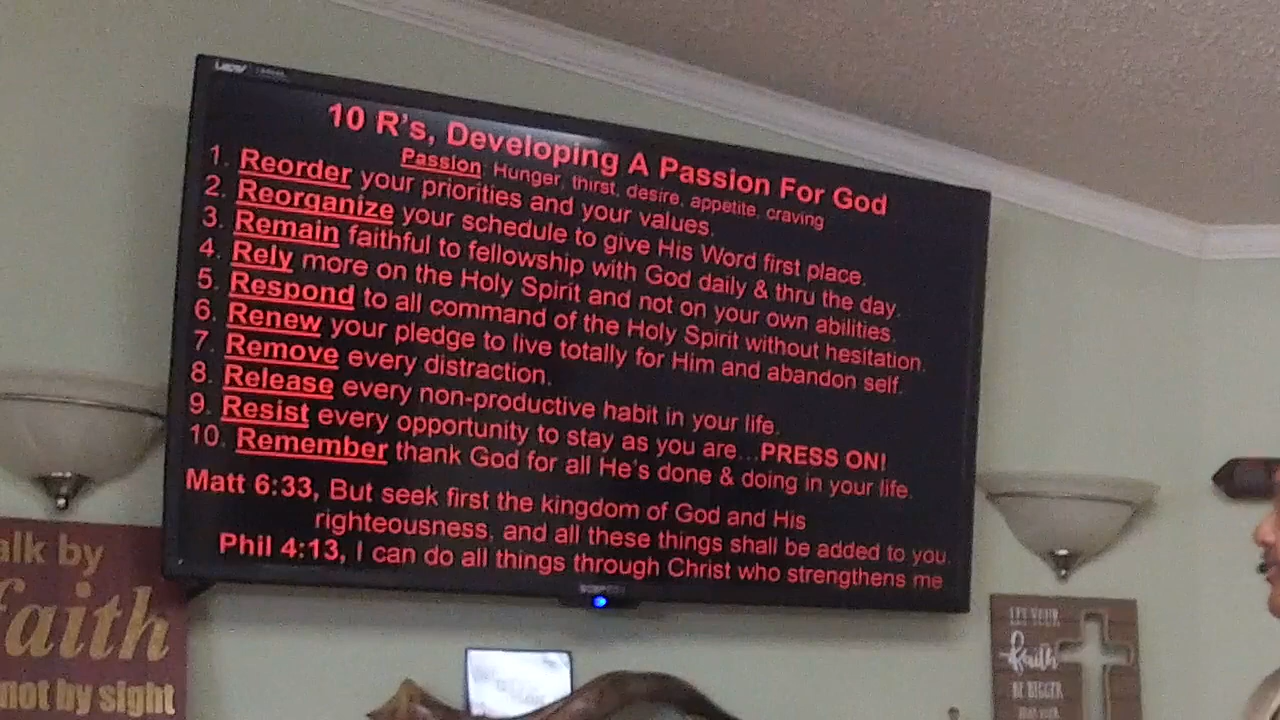 10 R's, Developing A Passion For God
Passion: Hunger, thirst, desire, appetite, craving
1. Reorder your priorities and your values.
2. Reorganize your schedule to give His Word first place.
3. Remain faithful to fellowship with God daily & thru the day.
4. Rely more on the Holy Spirit and not on your own abilities.
5. Respond to all command of the Holy Spirit without hesitation.
6. Renew your pledge to live totally for Him and abandon self.
7. Remove every distraction.
8. Release every non-productive habit in your life.
9. Resist every opportunity to stay as you are...PRESS ON!
10. Remember thank God for all He's done & doing in your life.
Matt 6:33, But seek first the kingdom of God and His
righteousness, and all these things shall be added to you.
Phil 4:13, I can do all things through Christ who strengthens me
alk by
faith
not by sight
LET YOUR
Faith
BE BIGGER